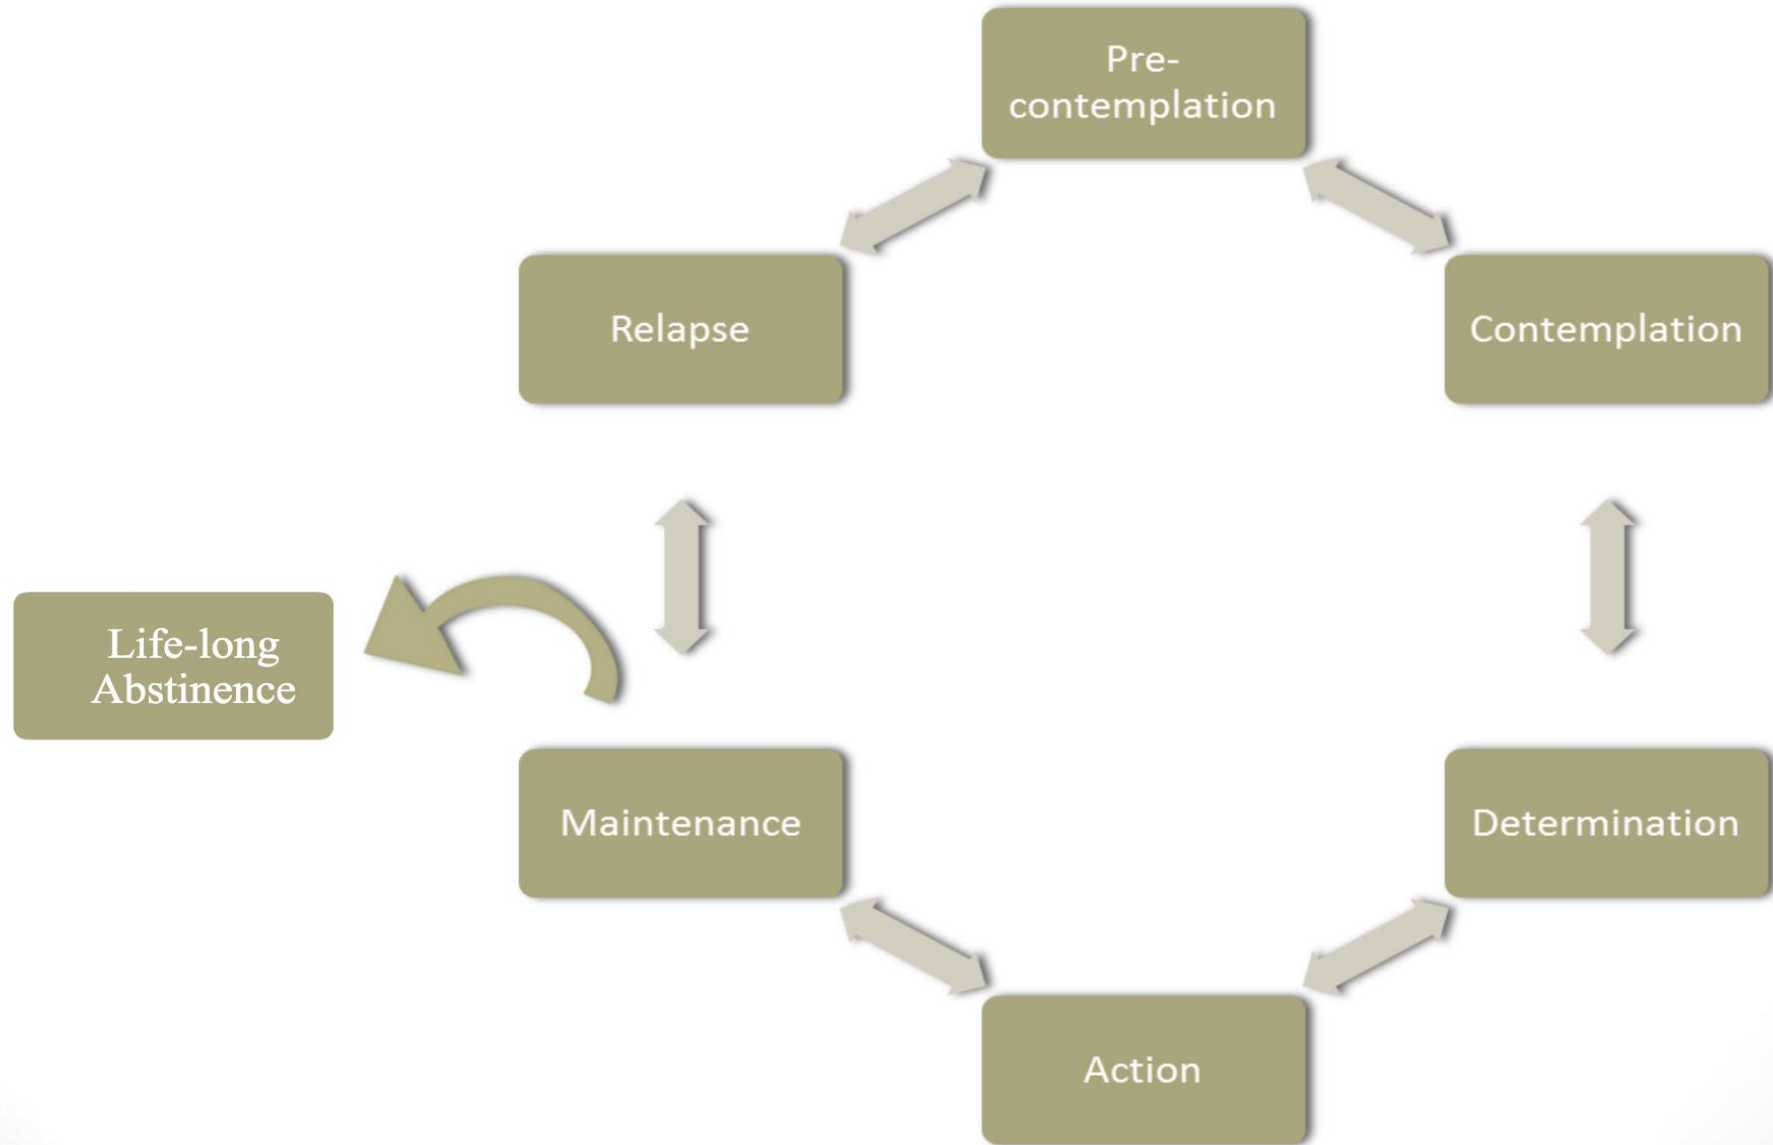 Pre-
contemplation
Relapse
Contemplation
Life-long
Abstinence
Maintenance
Determination
Action